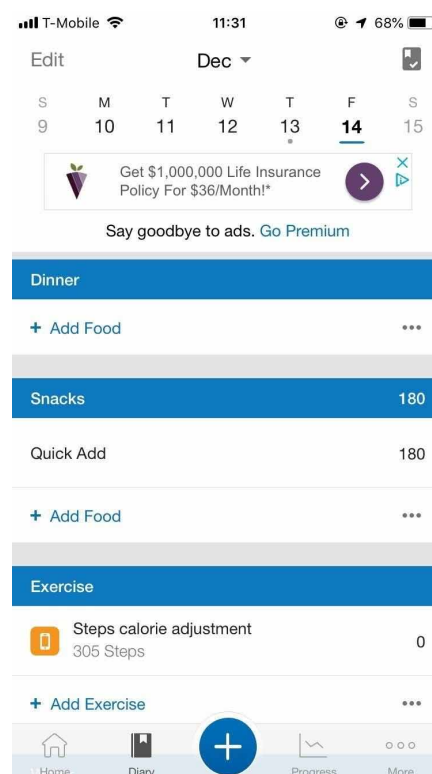 T-Mobile 11:31 68%
Edit Dec
S M T W T F S
9 10 11 12 13 14 15
Get $1,000,000 Life Insurance
Policy For $36/Month!*
Say goodbye to ads. Go Premium
Dinner
+ Add Food
Snacks 180
Quick Add 180
+ Add Food
Exercise
Steps calorie adjustment 0
305 Steps
+ Add Exercise
Home Diary Progress More